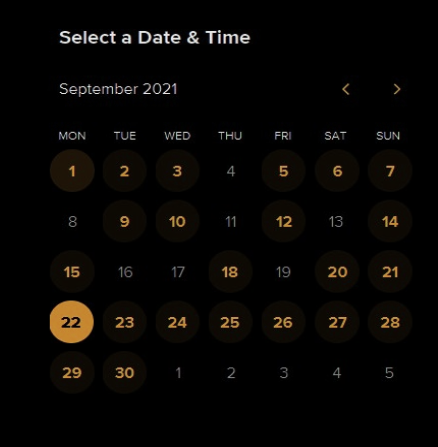 Select a Date & Time
September 2021
MON TUE WED THU FRI SAT SUN
1 2 3 4 5 6 7
8 9 10 11 12 13 14
15 16 17 18 19 20 21
22 23 24 25 26 27 28
29 30 1 2 3 4 5